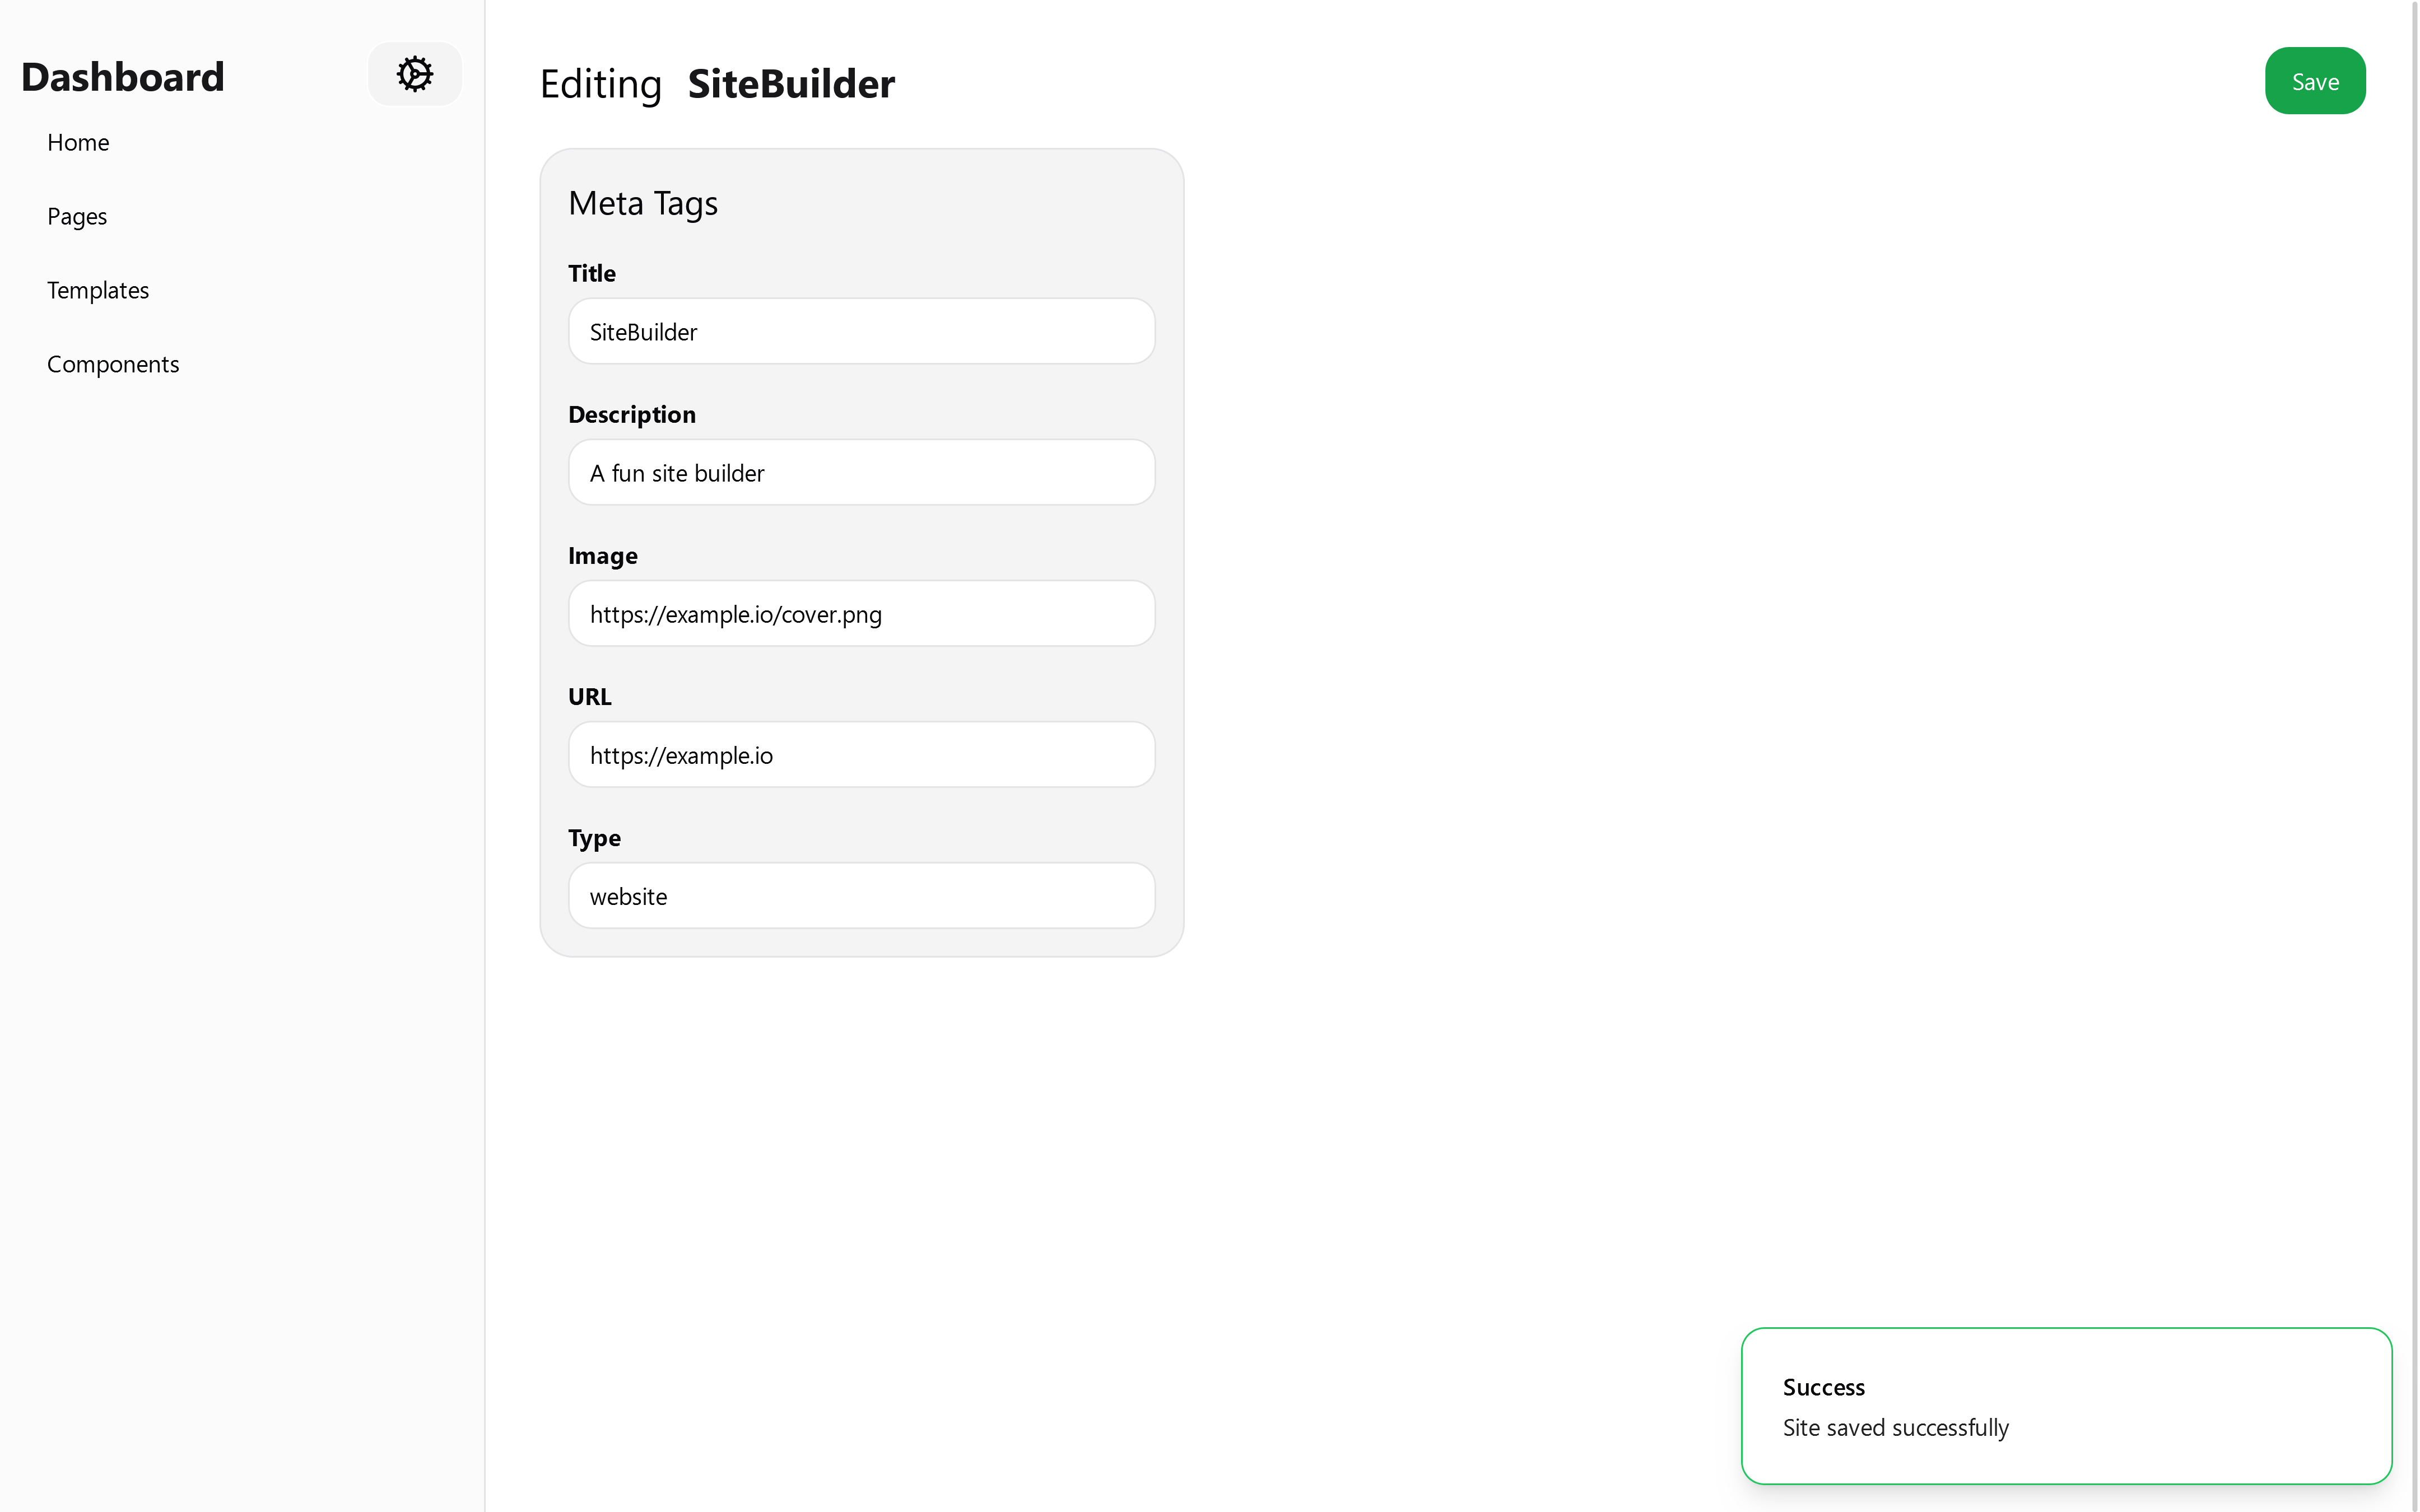 Dashboard
Home
Pages
Templates
Components
Editing SiteBuilder
Save
Meta Tags
Title
SiteBuilder
Description
A fun site builder
Image
https://example.io/cover.png
URL
https://example.io
Type
website
Success
Site saved successfully